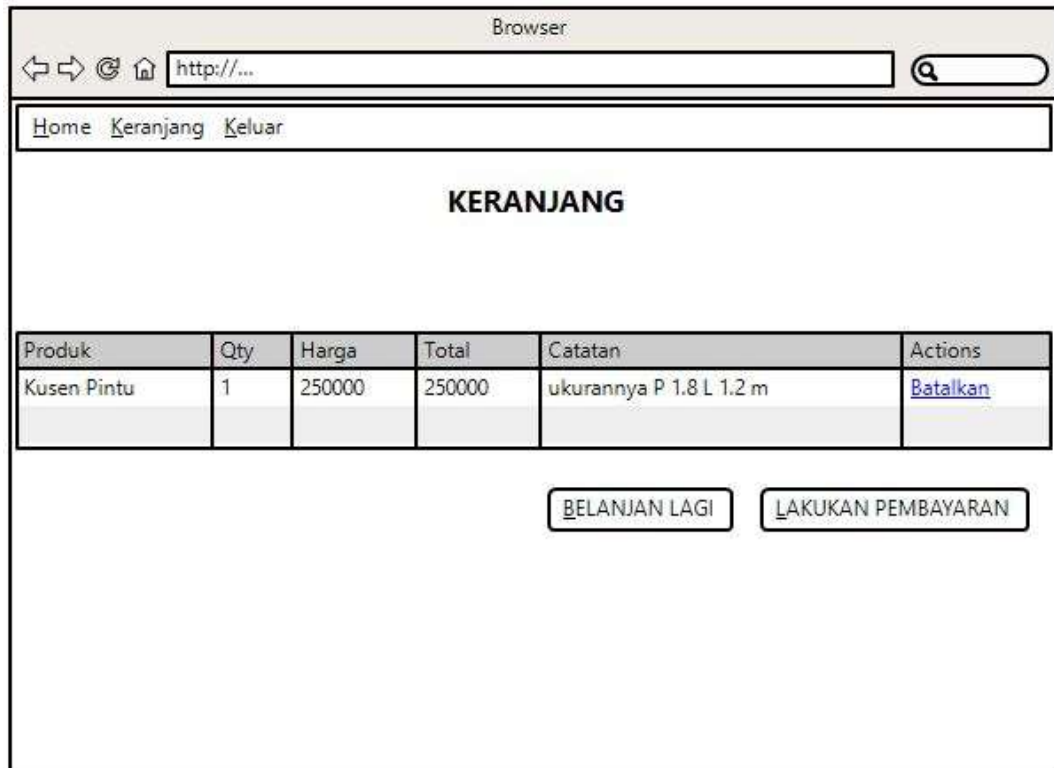 Browser
http://...
Home Keranjang Keluar
KERANJANG
Produk Qty Harga Total Catatan Actions
Kusen Pintu 1 250000 250000 ukurannya P 1.8 L 1.2 m Batalkan
BELANJAN LAGI LAKUKAN PEMBAYARAN